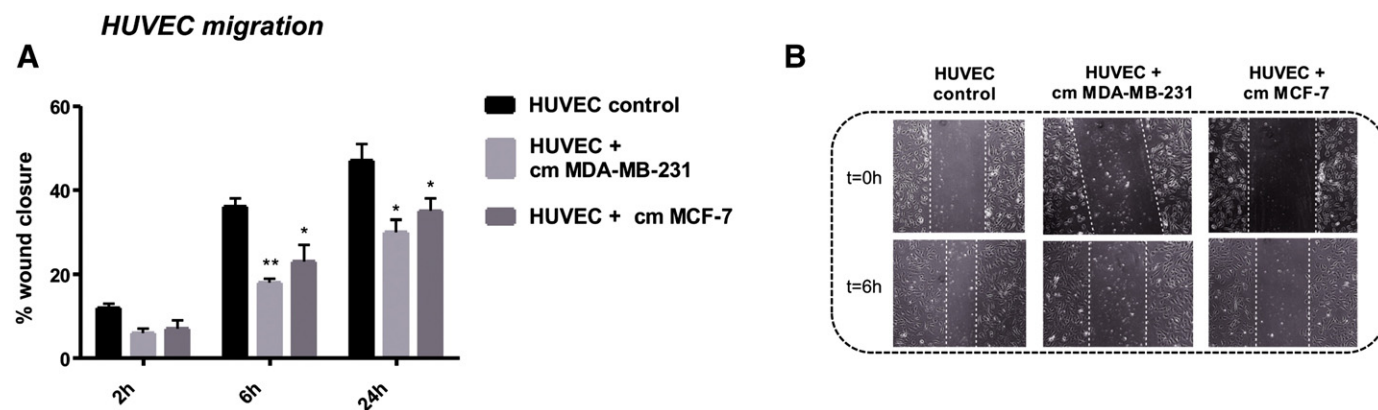 HUVEC migration
A
% wound closure
60
40
20
0
2h
6h
24h
**
*
*
*
HUVEC control
HUVEC +
cm MDA-MB-231
HUVEC + cm MCF-7
B
HUVEC
control
HUVEC +
cm MDA-MB-231
HUVEC +
cm MCF-7
t=0h
t=6h